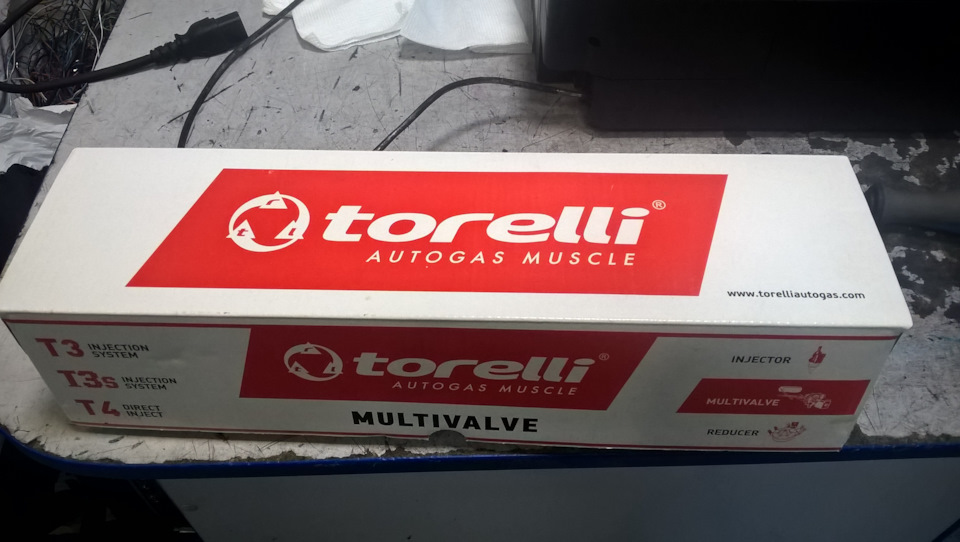 torelli®
AUTOGAS MUSCLE
www.torelliautogas.com
T3 INJECTION
SYSTEM
T3s INJECTION
SYSTEM
T4 DIRECT
INJECT
torelli®
AUTOGAS MUSCLE
MULTIVALVE
INJECTOR
MULTIVALVE
REDUCER